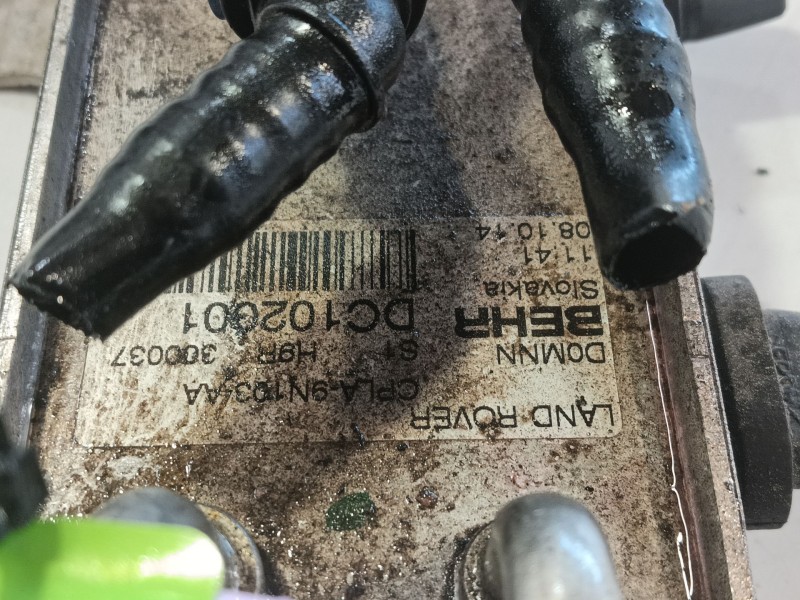 LAND ROVER
CPLA-9N103-AA
DOMNN S1 H9R 300037
BEHR DC102001
Slovakia
11:41
08.10.14